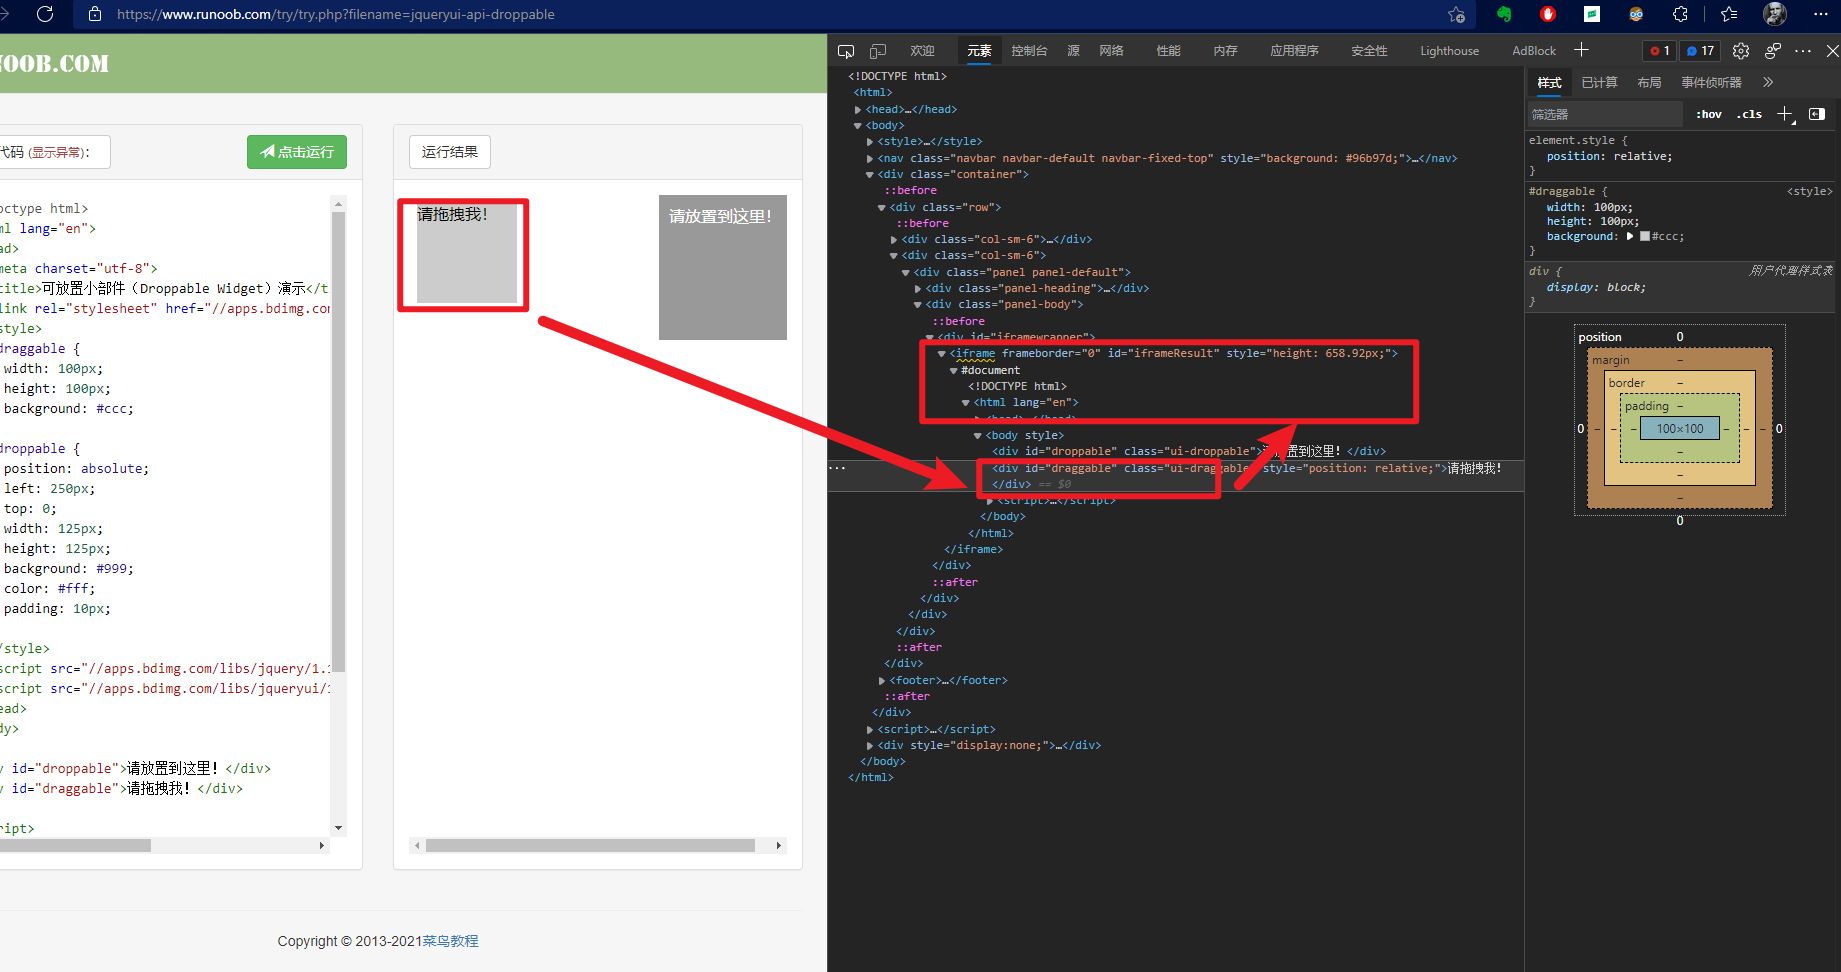 https://www.runoob.com/try/try.php?filename=jqueryui-api-droppable
NOOB.COM
代码 (显示异常):
点击运行
octype html>
ml lang="en">
ad>
meta charset="utf-8">
title>可放置小部件（Droppable Widget）演示</t
link rel="stylesheet" href="//apps.bdimg.com
style>
draggable {
width: 100px;
height: 100px;
background: #ccc;
droppable {
position: absolute;
left: 250px;
top: 0;
width: 125px;
height: 125px;
background: #999;
color: #fff;
padding: 10px;
/style>
script src="//apps.bdimg.com/libs/jquery/1.1
script src="//apps.bdimg.com/libs/jqueryui/1
ead>
dy>
v id="droppable">请放置到这里! </div>
v id="draggable">请拖拽我! </div>
ript>
运行结果
请拖拽我!
请放置到这里!
Copyright © 2013-2021菜鸟教程
欢迎 元素 控制台 源 网络 性能 内存 应用程序 安全性 Lighthouse AdBlock 1 17
<!DOCTYPE html>
<html>
<head>…</head>
<body>
<style>…</style>
<nav class="navbar navbar-default navbar-fixed-top" style="background: #96b97d;">…</nav>
<div class="container">
::before
<div class="row">
::before
<div class="col-sm-6">…</div>
<div class="col-sm-6">
<div class="panel panel-default">
<div class="panel-heading">…</div>
<div class="panel-body">
::before
<div id="iframewrapper">
<iframe frameborder="0" id="iframeResult" style="height: 658.92px;">
#document
<!DOCTYPE html>
<html lang="en">
<head>…</head>
<body style>
<div id="droppable" class="ui-droppable">请放置到这里! </div>
<div id="draggable" class="ui-draggable" style="position: relative;">请拖拽我!
</div> == $0
<script>…</script>
</body>
</html>
</iframe>
</div>
::after
</div>
</div>
</div>
::after
</div>
<footer>…</footer>
::after
</div>
<script>…</script>
<div style="display:none;">…</div>
</body>
</html>
样式 已计算 布局 事件侦听器
筛选器 :hov .cls
element.style {
position: relative;
}
#draggable { <style>
width: 100px;
height: 100px;
background: #ccc;
}
div { 用户代理样式表
display: block;
}
position 0
margin –
border –
padding –
0 – – – 100×100 – – – 0
–
–
–
0